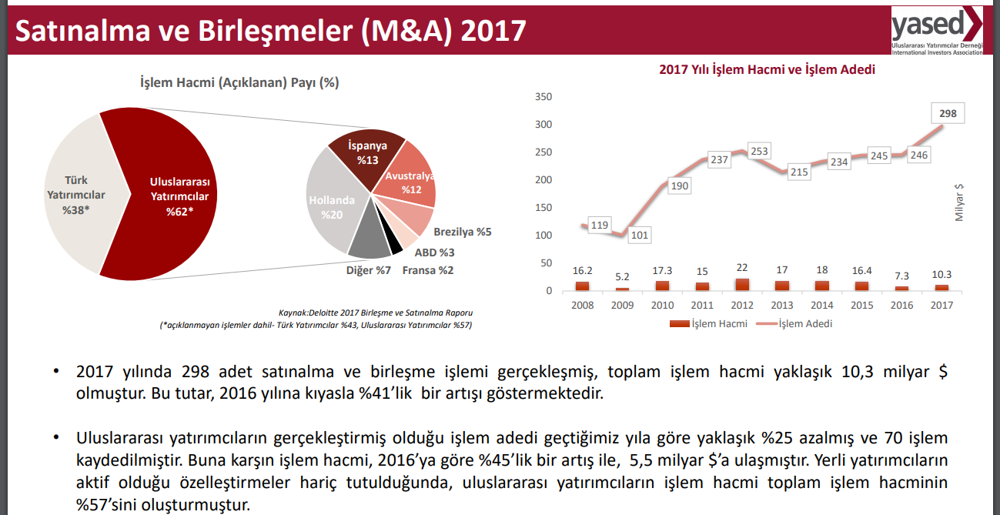 Satınalma ve Birleşmeler (M&A) 2017
yased
Uluslararası Yatırımcılar Derneği
International Investors Association
İşlem Hacmi (Açıklanan) Payı (%)
Türk
Yatırımcılar
%38*
Uluslararası
Yatırımcılar
%62*
İspanya
%13
Avustralya
%12
Hollanda
%20
Brezilya %5
ABD %3
Diğer %7
Fransa %2
Kaynak:Deloitte 2017 Birleşme ve Satınalma Raporu
(*açıklanmayan işlemler dahil- Türk Yatırımcılar %43, Uluslararası Yatırımcılar %57)
2017 Yılı İşlem Hacmi ve İşlem Adedi
350
300
250
200
150
100
50
0
119
101
190
237
253
215
234
245
246
298
Milyar $
16.2
5.2
17.3
15
22
17
18
16.4
7.3
10.3
2008 2009 2010 2011 2012 2013 2014 2015 2016 2017
İşlem Hacmi İşlem Adedi
• 2017 yılında 298 adet satınalma ve birleşme işlemi gerçekleşmiş, toplam işlem hacmi yaklaşık 10,3 milyar $
olmuştur. Bu tutar, 2016 yılına kıyasla %41’lik bir artışı göstermektedir.
• Uluslararası yatırımcıların gerçekleştirmiş olduğu işlem adedi geçtiğimiz yıla göre yaklaşık %25 azalmış ve 70 işlem
kaydedilmiştir. Buna karşın işlem hacmi, 2016’ya göre %45’lik bir artış ile, 5,5 milyar $’a ulaşmıştır. Yerli yatırımcıların
aktif olduğu özelleştirmeler hariç tutulduğunda, uluslararası yatırımcıların işlem hacmi toplam işlem hacminin
%57’sini oluşturmuştur.